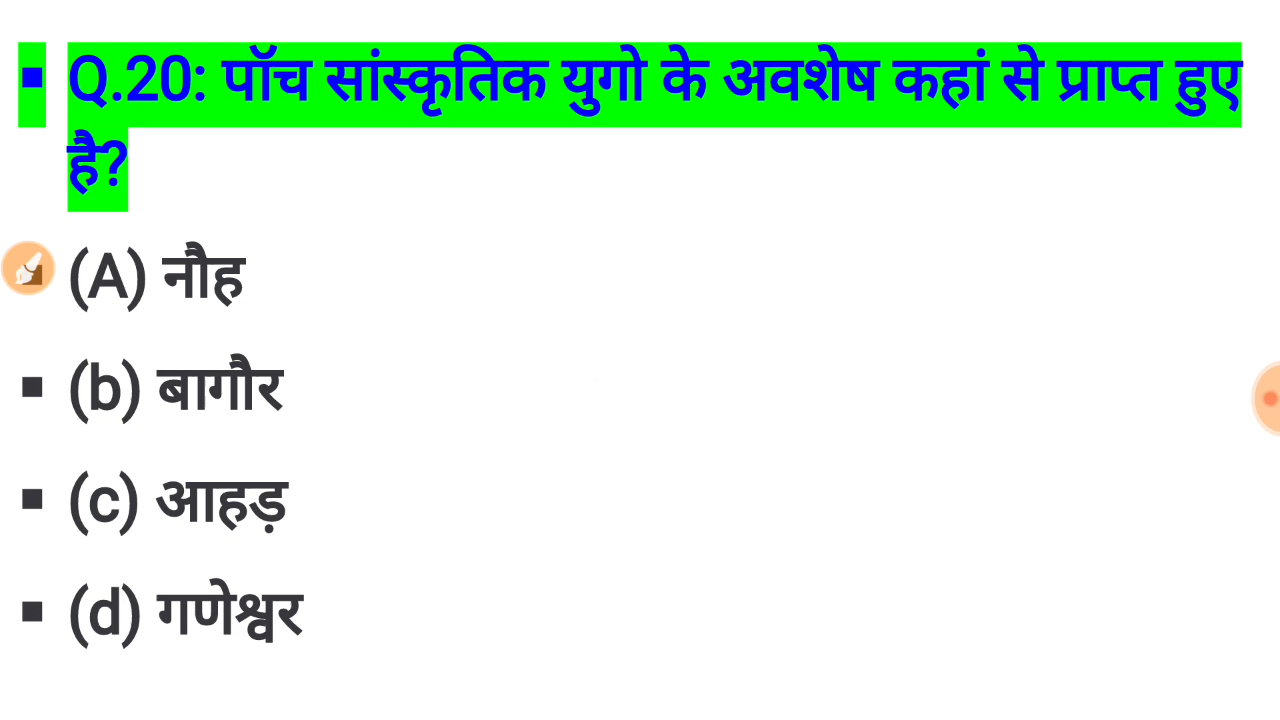 ▪ Q.20: पॉच सांस्कृतिक युगो के अवशेष कहां से प्राप्त हुए
है?
(A) नौह
▪ (b) बागौर
▪ (c) आहड़
▪ (d) गणेश्वर